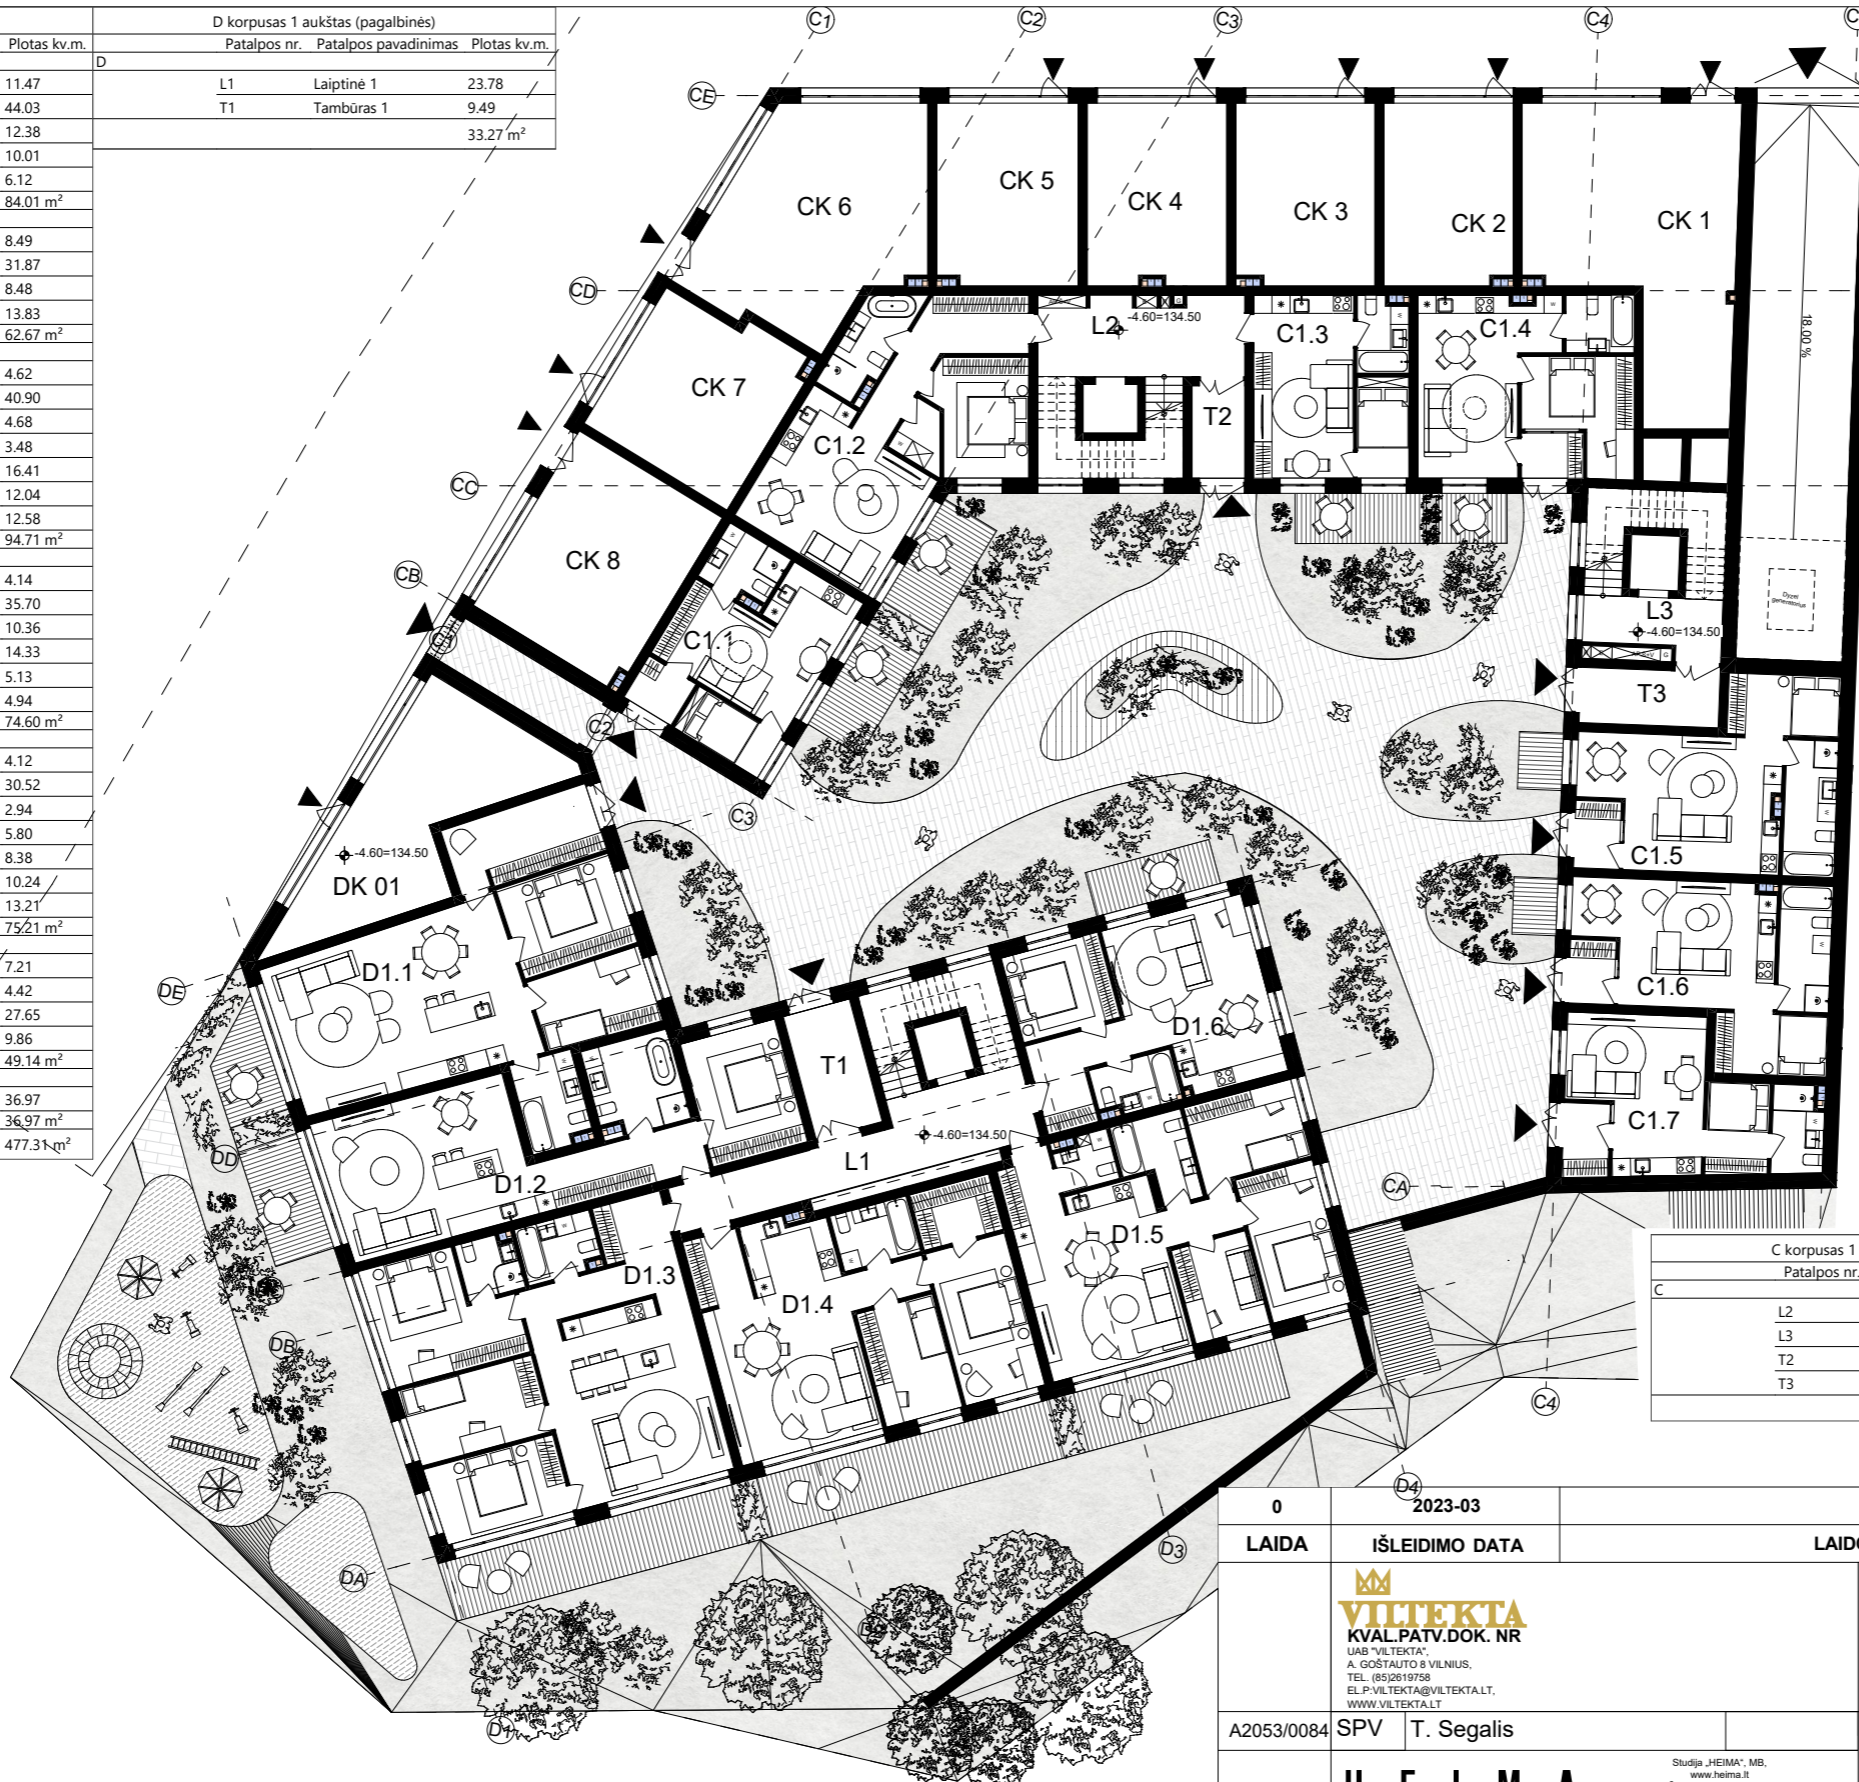 D korpusas 1 aukštas (pagalbinės)
Plotas kv.m. Patalpos nr. Patalpos pavadinimas Plotas kv.m.
D
11.47 L1 Laiptinė 1 23.78
44.03 T1 Tambūras 1 9.49
12.38 33.27 m²
10.01
6.12
84.01 m²
8.49
31.87
8.48
13.83
62.67 m²
4.62
40.90
4.68
3.48
16.41
12.04
12.58
94.71 m²
4.14
35.70
10.36
14.33
5.13
4.94
74.60 m²
4.12
30.52
2.94
5.80
8.38
10.24
13.21
75.21 m²
7.21
4.42
27.65
9.86
49.14 m²
36.97
36.97 m²
477.31 m²
C1 C2 C3 C4
CE
CK 6 CK 5 CK 4 CK 3 CK 2 CK 1
CD
L2 -4.60=134.50
C1.3 C1.4
18.00 %
CK 7
T2
C1.2
CC
CK 8
CB
Dyzel generatorius
L3
-4.60=134.50
C1.1
T3
C2
C3
-4.60=134.50
DK 01
C1.5
D1.1
DE
C1.6
D1.6
T1
C1.7
-4.60=134.50
L1
DD
D1.2
CA
D1.5
D1.3
D1.4
DB
C korpusas 1
Patalpos nr.
C
L2
L3
T2
T3
C4
D4
D3
DA
D1
0 2023-03
LAIDA IŠLEIDIMO DATA
VILTEKTA
KVAL.PATV.DOK. NR
UAB "VILTEKTA",
A. GOŠTAUTO 8 VILNIUS,
TEL. (85)2619758
EL.P:VILTEKTA@VILTEKTA.LT,
WWW.VILTEKTA.LT
A2053/0084 SPV T. Segalis
Studija „HEIMA“, MB,
www.heima.lt
H E I M A